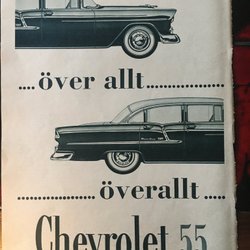 .... över allt.................
..................... överallt ....
Chevrolet 55